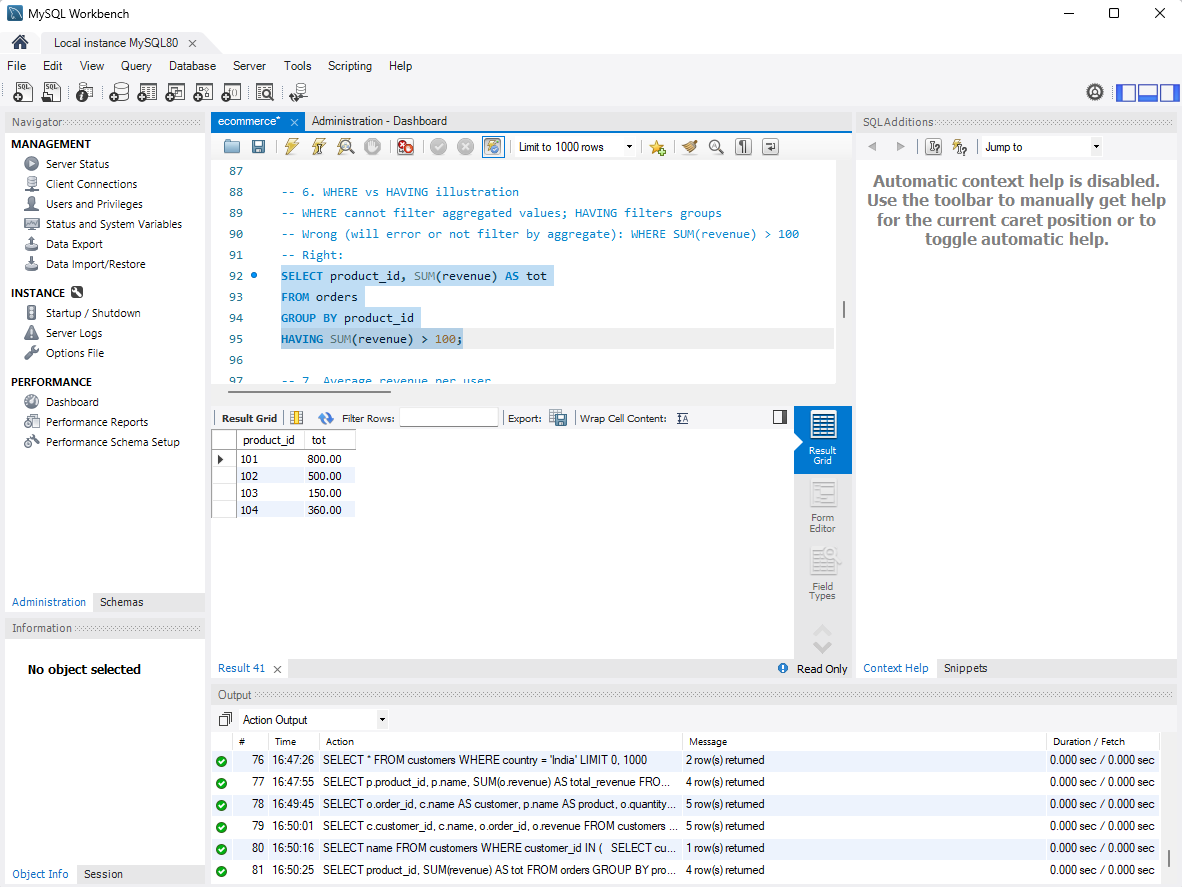 MySQL Workbench
Local instance MySQL80
File Edit View Query Database Server Tools Scripting Help
Navigator
MANAGEMENT
Server Status
Client Connections
Users and Privileges
Status and System Variables
Data Export
Data Import/Restore
INSTANCE
Startup / Shutdown
Server Logs
Options File
PERFORMANCE
Dashboard
Performance Reports
Performance Schema Setup
Administration Schemas
Information
No object selected
Object Info Session
ecommerce* Administration - Dashboard
Limit to 1000 rows
87
88 -- 6. WHERE vs HAVING illustration
89 -- WHERE cannot filter aggregated values; HAVING filters groups
90 -- Wrong (will error or not filter by aggregate): WHERE SUM(revenue) > 100
91 -- Right:
92 SELECT product_id, SUM(revenue) AS tot
93 FROM orders
94 GROUP BY product_id
95 HAVING SUM(revenue) > 100;
96
97 -- 7. Average revenue per user
Result Grid Filter Rows: Export: Wrap Cell Content:
product_id tot
101 800.00
102 500.00
103 150.00
104 360.00
Result Grid
Form Editor
Field Types
Result 41 Read Only
SQLAdditions
Jump to
Automatic context help is disabled.
Use the toolbar to manually get help
for the current caret position or to
toggle automatic help.
Context Help Snippets
Output
Action Output
# Time Action Message Duration / Fetch
76 16:47:26 SELECT * FROM customers WHERE country = 'India' LIMIT 0, 1000 2 row(s) returned 0.000 sec / 0.000 sec
77 16:47:55 SELECT p.product_id, p.name, SUM(o.revenue) AS total_revenue FRO... 4 row(s) returned 0.000 sec / 0.000 sec
78 16:49:45 SELECT o.order_id, c.name AS customer, p.name AS product, o.quantity... 5 row(s) returned 0.000 sec / 0.000 sec
79 16:50:01 SELECT c.customer_id, c.name, o.order_id, o.revenue FROM customers ... 5 row(s) returned 0.000 sec / 0.000 sec
80 16:50:16 SELECT name FROM customers WHERE customer_id IN ( SELECT cu... 1 row(s) returned 0.000 sec / 0.000 sec
81 16:50:25 SELECT product_id, SUM(revenue) AS tot FROM orders GROUP BY pro... 4 row(s) returned 0.000 sec / 0.000 sec